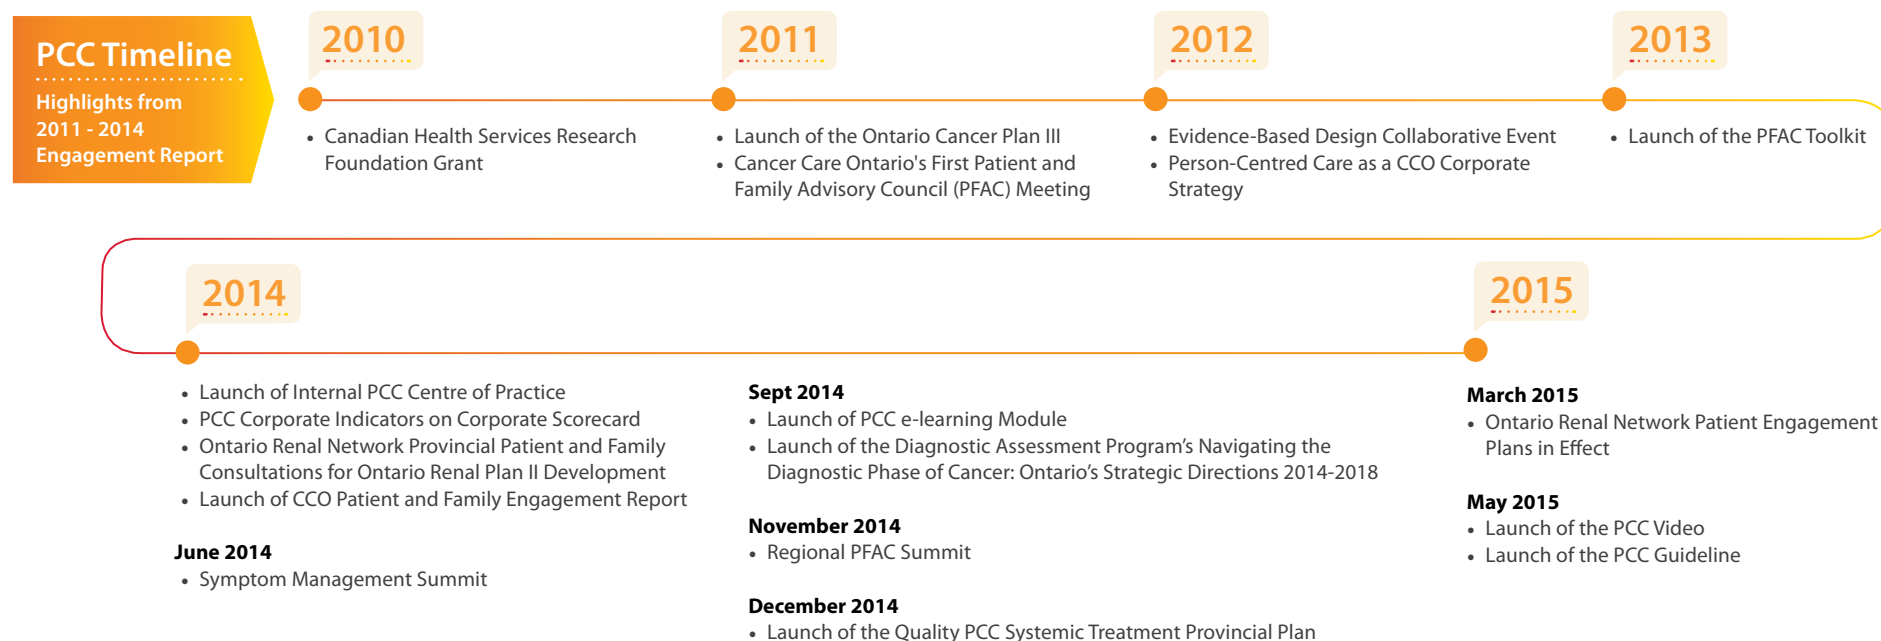 PCC Timeline
Highlights from
2011 - 2014
Engagement Report
2010
• Canadian Health Services Research
Foundation Grant
2011
• Launch of the Ontario Cancer Plan III
• Cancer Care Ontario's First Patient and
Family Advisory Council (PFAC) Meeting
2012
• Evidence-Based Design Collaborative Event
• Person-Centred Care as a CCO Corporate
Strategy
2013
• Launch of the PFAC Toolkit
2014
• Launch of Internal PCC Centre of Practice
• PCC Corporate Indicators on Corporate Scorecard
• Ontario Renal Network Provincial Patient and Family
Consultations for Ontario Renal Plan II Development
• Launch of CCO Patient and Family Engagement Report
June 2014
• Symptom Management Summit
Sept 2014
• Launch of PCC e-learning Module
• Launch of the Diagnostic Assessment Program’s Navigating the
Diagnostic Phase of Cancer: Ontario’s Strategic Directions 2014-2018
November 2014
• Regional PFAC Summit
December 2014
• Launch of the Quality PCC Systemic Treatment Provincial Plan
2015
March 2015
• Ontario Renal Network Patient Engagement
Plans in Effect
May 2015
• Launch of the PCC Video
• Launch of the PCC Guideline